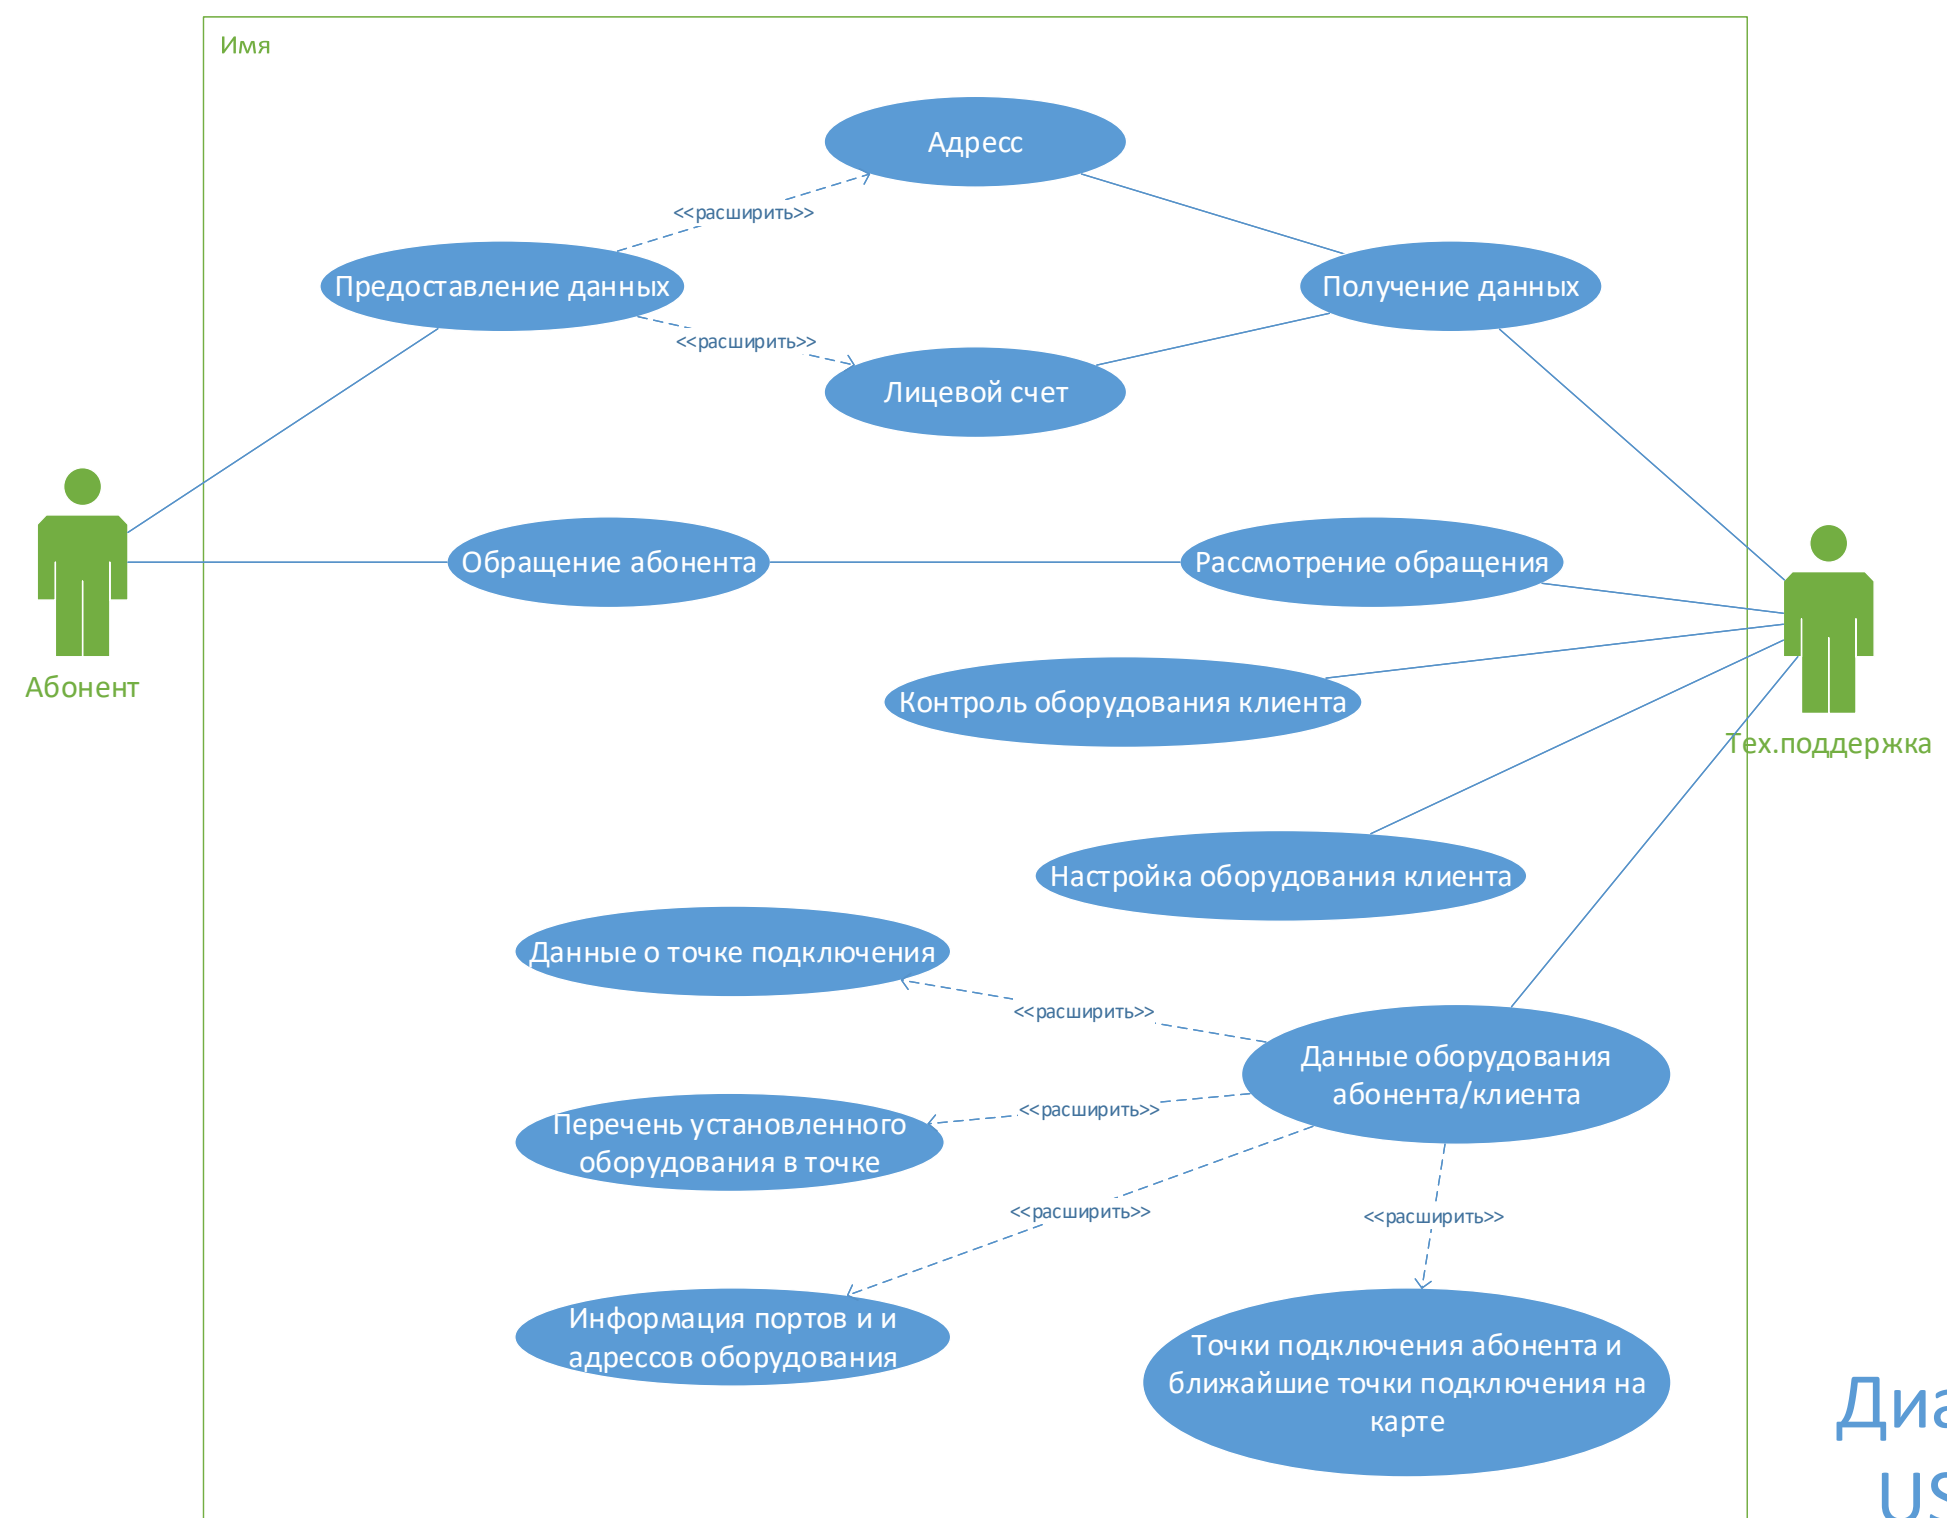 Имя
Адресс
<<расширить>>
Предоставление данных
Получение данных
<<расширить>>
Лицевой счет
Обращение абонента
Рассмотрение обращения
Абонент
Контроль оборудования клиента
Тех.поддержка
Настройка оборудования клиента
Данные о точке подключения
<<расширить>>
Данные оборудования
абонента/клиента
<<расширить>>
Перечень установленного
оборудования в точке
<<расширить>>
<<расширить>>
Информация портов и и
адрессов оборудования
Точки подключения абонента и
ближайшие точки подключения на
карте